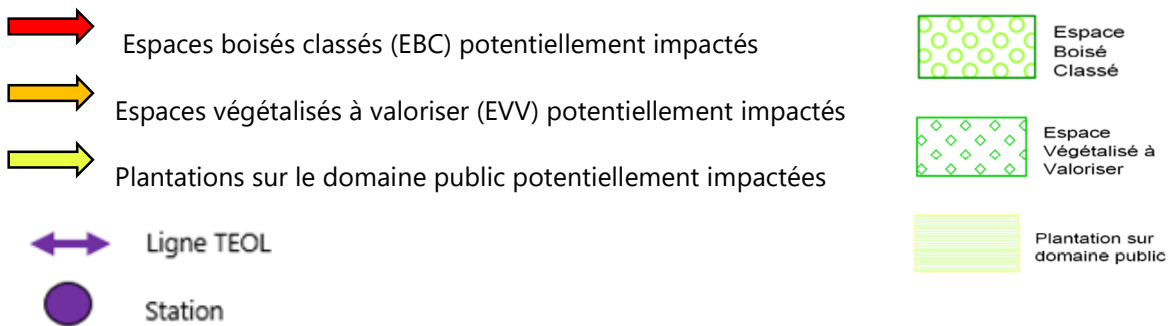 Espaces boisés classés (EBC) potentiellement impactés
Espaces végétalisés à valoriser (EVV) potentiellement impactés
Plantations sur le domaine public potentiellement impactées
Ligne TEOL
Station
Espace
Boisé
Classé
Espace
Végétalisé à
Valoriser
Plantation sur
domaine public